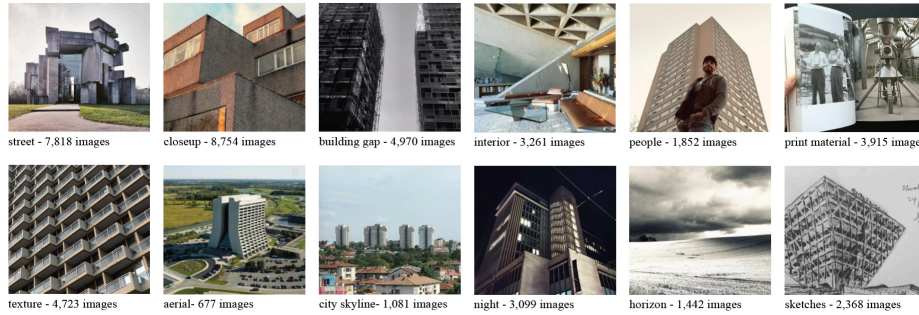 street - 7,818 images
closeup - 8,754 images
building gap - 4,970 images
interior - 3,261 images
people - 1,852 images
print material - 3,915 images
texture - 4,723 images
aerial- 677 images
city skyline- 1,081 images
night - 3,099 images
horizon - 1,442 images
sketches - 2,368 images